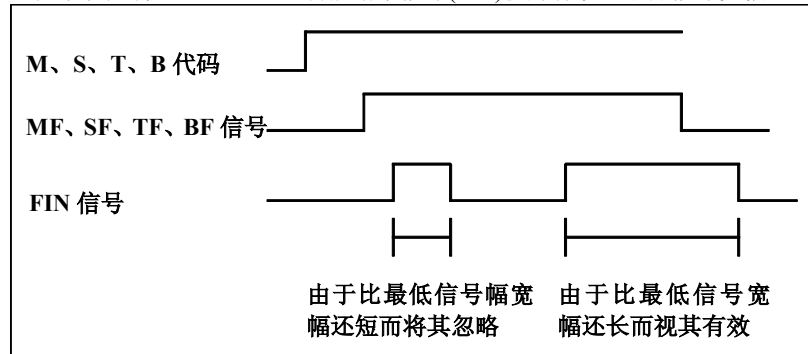 M、S、T、B 代码
MF、SF、TF、BF 信号
FIN 信号
由于比最低信号幅宽
幅还短而将其忽略
由于比最低信号宽
幅还长而视其有效